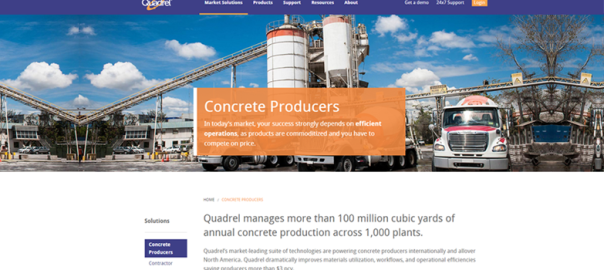 Quadrel
Market Solutions Products Support Resources About Get a demo 24x7 Support Login
Concrete Producers
In today's market, your success strongly depends on efficient
operations, as products are commoditized and you have to
compete on price.
HOME CONCRETE PRODUCERS
Solutions
Concrete
Producers
Contractor
Quadrel manages more than 100 million cubic yards of
annual concrete production across 1,000 plants.
Quadrel's market leading suite of technologies are powering concrete producers internationally and allover
North America. Quadrel dramatically improves materials utilization, workflows, and operational efficiencies
saving producers more than $3 pcy.